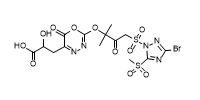 O O O O
O O S
OH N Br
N N
HO N O N
O O S O